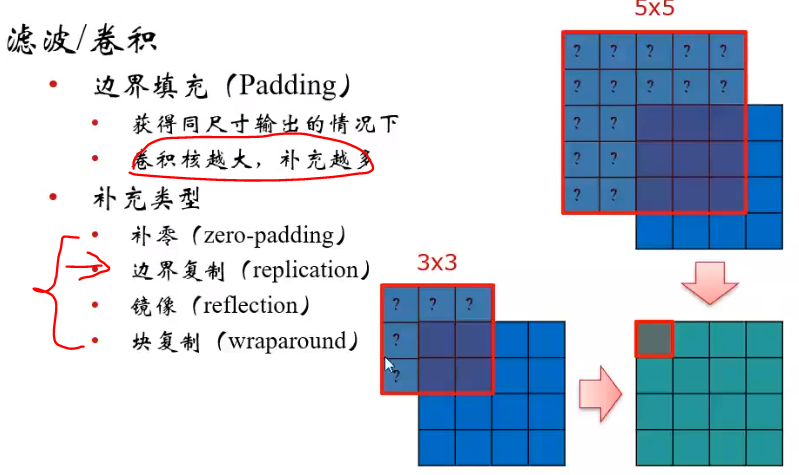 滤波/卷积
边界填充（Padding）
获得同尺寸输出的情况下
卷积核越大，补充越多
补充类型
补零（zero-padding）
边界复制（replication）
镜像（reflection）
块复制（wraparound）
5x5
? ? ? ? ?
? ? ? ? ?
? ?
? ?
? ?
3x3
? ? ?
?
?